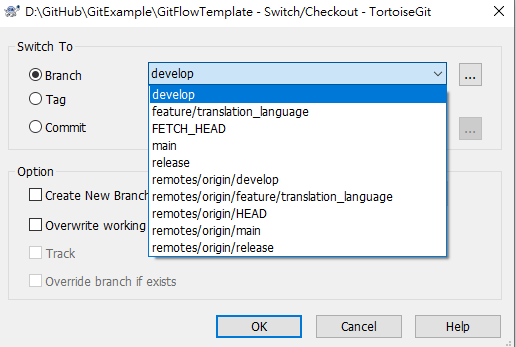 D:\GitHub\GitExample\GitFlowTemplate - Switch/Checkout - TortoiseGit
Switch To
Branch
develop
...
develop
Tag
feature/translation_language
FETCH_HEAD
Commit
...
main
release
Option
remotes/origin/develop
Create New Branch
remotes/origin/feature/translation_language
remotes/origin/HEAD
Overwrite working
remotes/origin/main
Track
remotes/origin/release
Override branch if exists
OK
Cancel
Help